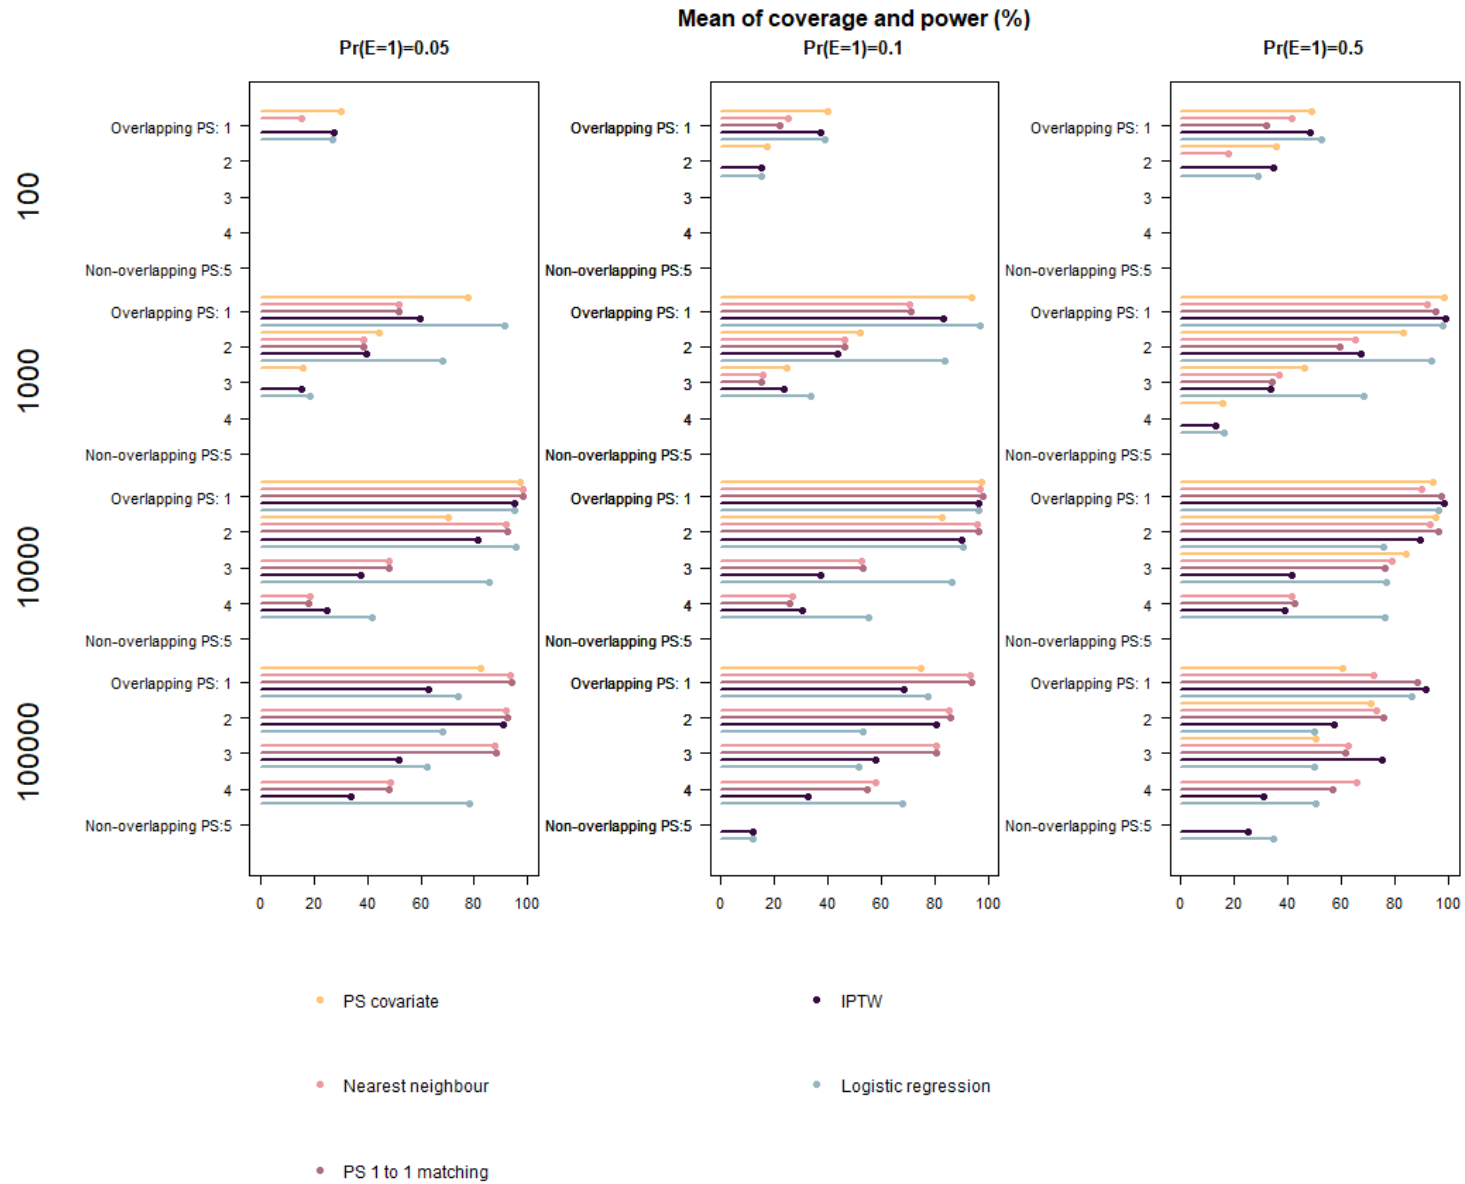 Mean of coverage and power (%)
Pr(E=1)=0.05 Pr(E=1)=0.1 Pr(E=1)=0.5
100
Overlapping PS: 1 Overlapping PS: 1 Overlapping PS: 1
2 2 2
3 3 3
4 4 4
Non-overlapping PS:5 Non-overlapping PS:5 Non-overlapping PS:5
1000
Overlapping PS: 1 Overlapping PS: 1 Overlapping PS: 1
2 2 2
3 3 3
4 4 4
Non-overlapping PS:5 Non-overlapping PS:5 Non-overlapping PS:5
10000
Overlapping PS: 1 Overlapping PS: 1 Overlapping PS: 1
2 2 2
3 3 3
4 4 4
Non-overlapping PS:5 Non-overlapping PS:5 Non-overlapping PS:5
100000
Overlapping PS: 1 Overlapping PS: 1 Overlapping PS: 1
2 2 2
3 3 3
4 4 4
Non-overlapping PS:5 Non-overlapping PS:5 Non-overlapping PS:5
0 20 40 60 80 100 0 20 40 60 80 100 0 20 40 60 80 100
PS covariate IPTW
Nearest neighbour Logistic regression
PS 1 to 1 matching